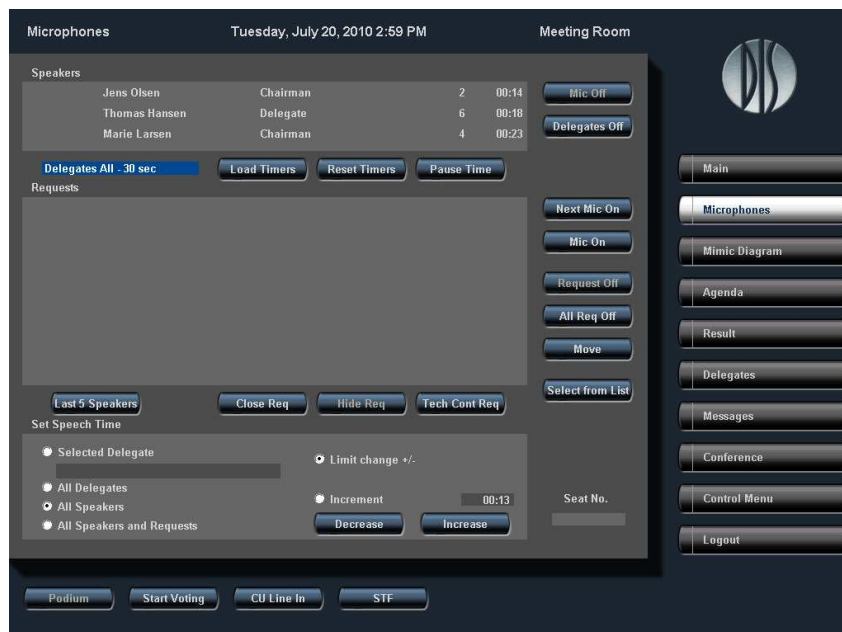 Microphones Tuesday, July 20, 2010 2:59 PM Meeting Room
DIS
Speakers
Jens Olsen Chairman 2 00:14
Thomas Hansen Delegate 6 00:18
Marie Larsen Chairman 4 00:23
Mic Off
Delegates Off
Delegates All - 30 sec Load Timers Reset Timers Pause Time
Requests
Next Mic On
Mic On
Request Off
All Req Off
Move
Select from List
Last 5 Speakers Close Req Hide Req Tech Cont Req
Set Speech Time
Selected Delegate
Limit change +/-
All Delegates
All Speakers
All Speakers and Requests
Increment 00:13
Decrease Increase
Seat No.
Main
Microphones
Mimic Diagram
Agenda
Result
Delegates
Messages
Conference
Control Menu
Logout
Podium Start Voting CU Line In STF